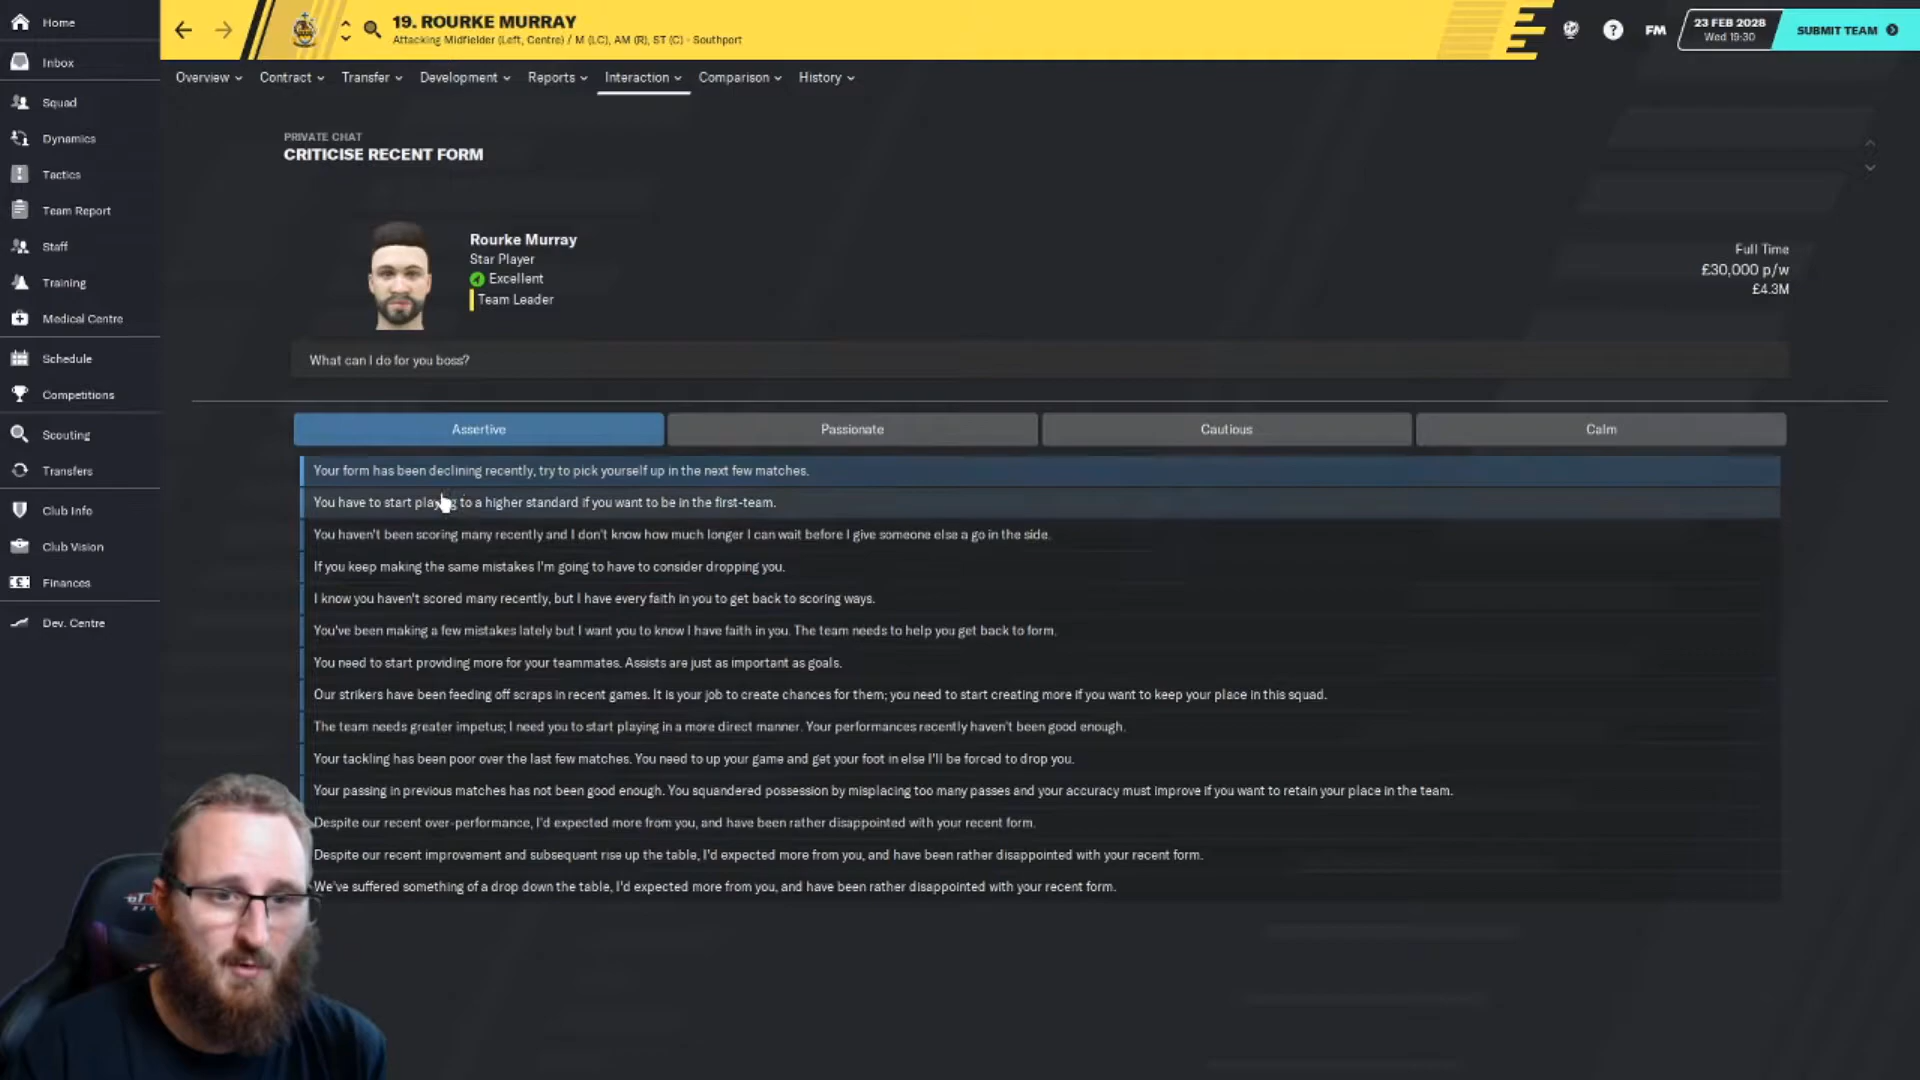 Home
Inbox
Squad
Dynamics
Tactics
Team Report
Staff
Training
Medical Centre
Schedule
Competitions
Scouting
Transfers
Club Info
Club Vision
Finances
Dev. Centre
19. ROURKE MURRAY
Attacking Midfielder (Left, Centre) / M (LC), AM (R), ST (C) - Southport
FM
23 FEB 2028
Wed 19:30
SUBMIT TEAM
Overview
Contract
Transfer
Development
Reports
Interaction
Comparison
History
PRIVATE CHAT
CRITICISE RECENT FORM
Rourke Murray
Star Player
Excellent
Team Leader
Full Time
£30,000 p/w
£4.3M
What can I do for you boss?
Assertive
Passionate
Cautious
Calm
Your form has been declining recently, try to pick yourself up in the next few matches.
You have to start playing to a higher standard if you want to be in the first-team.
You haven't been scoring many recently and I don't know how much longer I can wait before I give someone else a go in the side.
If you keep making the same mistakes I'm going to have to consider dropping you.
I know you haven't scored many recently, but I have every faith in you to get back to scoring ways.
You've been making a few mistakes lately but I want you to know I have faith in you. The team needs to help you get back to form.
You need to start providing more for your teammates. Assists are just as important as goals.
Our strikers have been feeding off scraps in recent games. It is your job to create chances for them; you need to start creating more if you want to keep your place in this squad.
The team needs greater impetus; I need you to start playing in a more direct manner. Your performances recently haven't been good enough.
Your tackling has been poor over the last few matches. You need to up your game and get your foot in else I'll be forced to drop you.
Your passing in previous matches has not been good enough. You squandered possession by misplacing too many passes and your accuracy must improve if you want to retain your place in the team.
Despite our recent over-performance, I'd expected more from you, and have been rather disappointed with your recent form.
Despite our recent improvement and subsequent rise up the table, I'd expected more from you, and have been rather disappointed with your recent form.
We've suffered something of a drop down the table, I'd expected more from you, and have been rather disappointed with your recent form.